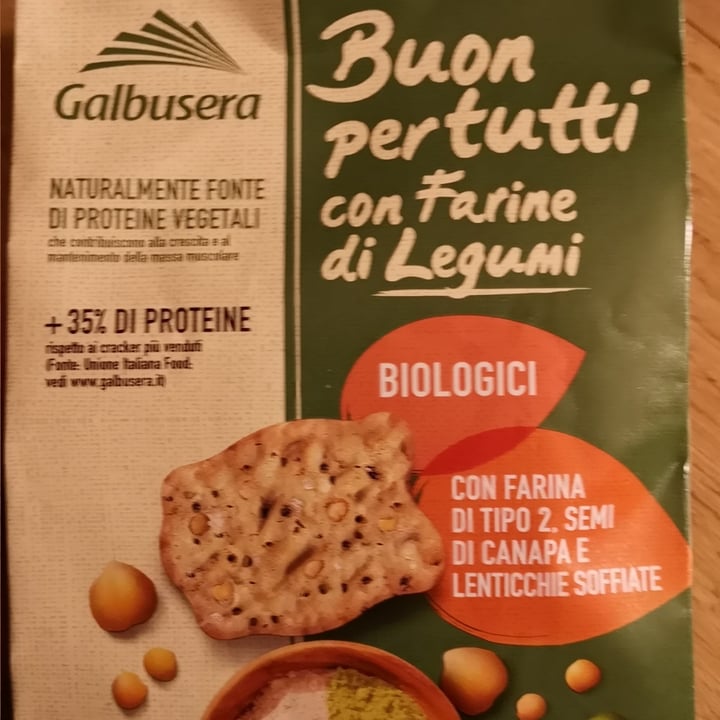 Galbusera
NATURALMENTE FONTE
DI PROTEINE VEGETALI
che contribuiscono alla crescita e al
mantenimento della massa muscolare
+35% DI PROTEINE
rispetto ai cracker più venduti
(Fonte: Unione Italiana Food:
vedi www.galbusera.it)
Buon
per tutti
con Farine
di Legumi
BIOLOGICI
CON FARINA
DI TIPO 2, SEMI
DI CANAPA E
LENTICCHIE SOFFIATE